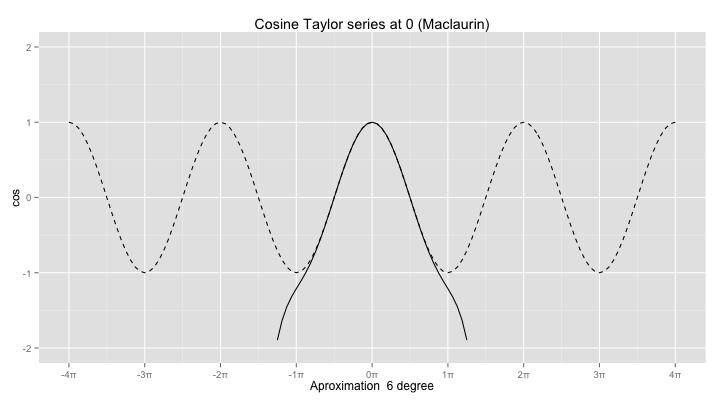 Cosine Taylor series at 0 (Maclaurin)
2
1
0
-1
-2
cos
-4π -3π -2π -1π 0π 1π 2π 3π 4π
Aproximation  6 degree